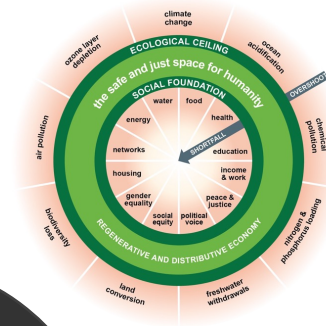 climate
change
ozone layer
depletion
ocean
acidification
ECOLOGICAL CEILING
the safe and just space for humanity
OVERSHOOT
SOCIAL FOUNDATION
water
food
energy
health
SHORTFALL
air pollution
chemical
pollution
networks
education
housing
income
& work
gender
equality
peace &
justice
social
equity
political
voice
REGENERATIVE AND DISTRIBUTIVE ECONOMY
biodiversity
loss
nitrogen &
phosphorus loading
land
conversion
freshwater
withdrawals